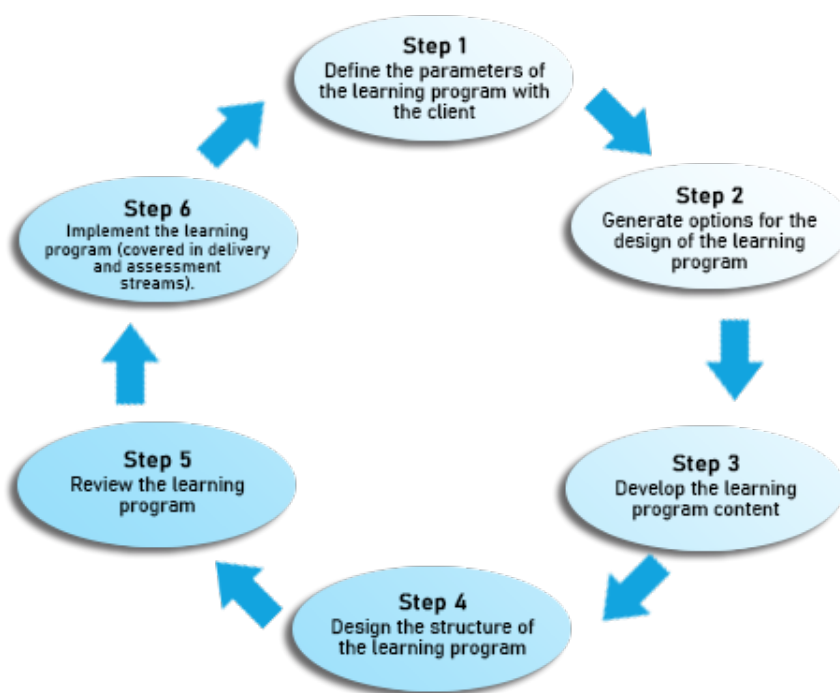 Step 1
Define the parameters of
the learning program with
the client
Step 2
Generate options for the
design of the learning
program
Step 3
Develop the learning
program content
Step 4
Design the structure of
the learning program
Step 5
Review the learning
program
Step 6
Implement the learning
program (covered in delivery
and assessment
streams).